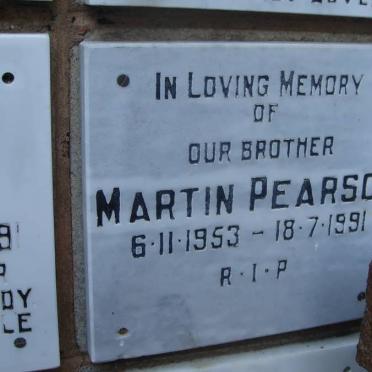 IN LOVING MEMORY
OF
OUR BROTHER
MARTIN PEARSO
6·11·1953 – 18·7·1991
R·I·P